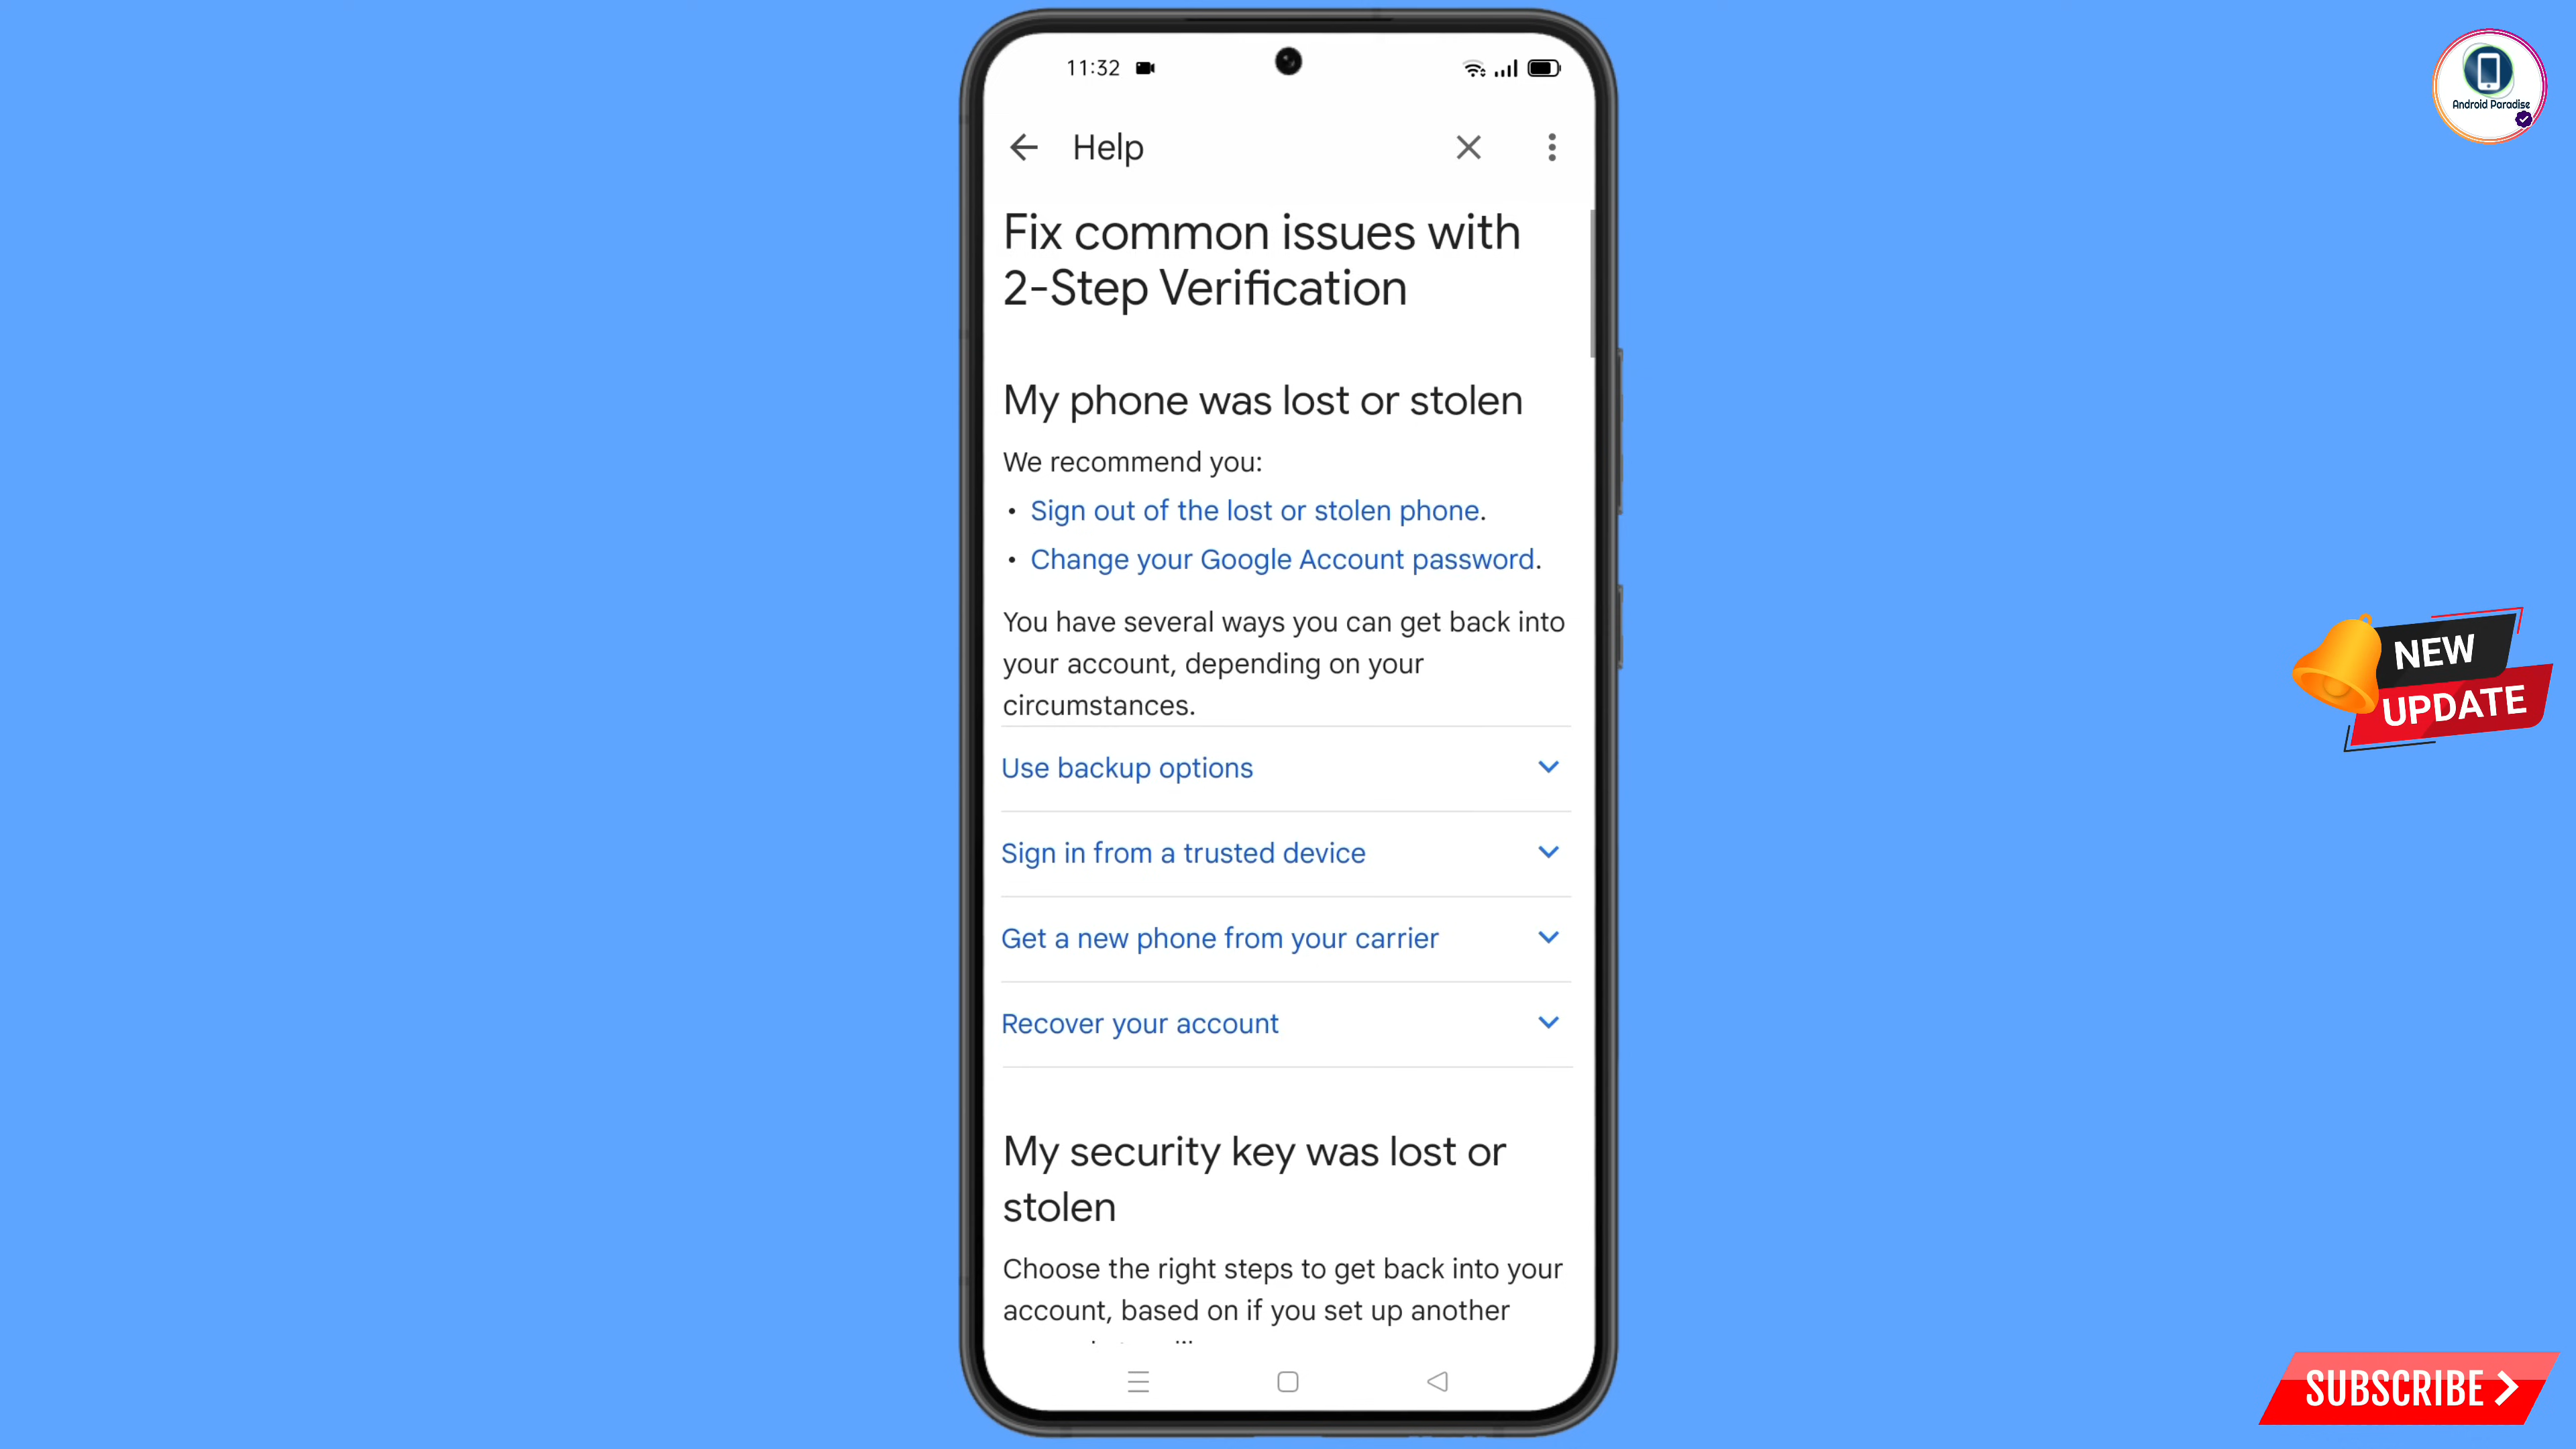 11:32
Help
Fix common issues with
2-Step Verification
My phone was lost or stolen
We recommend you:
• Sign out of the lost or stolen phone.
• Change your Google Account password.
You have several ways you can get back into
your account, depending on your
circumstances.
Use backup options
Sign in from a trusted device
Get a new phone from your carrier
Recover your account
My security key was lost or
stolen
Choose the right steps to get back into your
account, based on if you set up another
Android Paradise
NEW
UPDATE
SUBSCRIBE